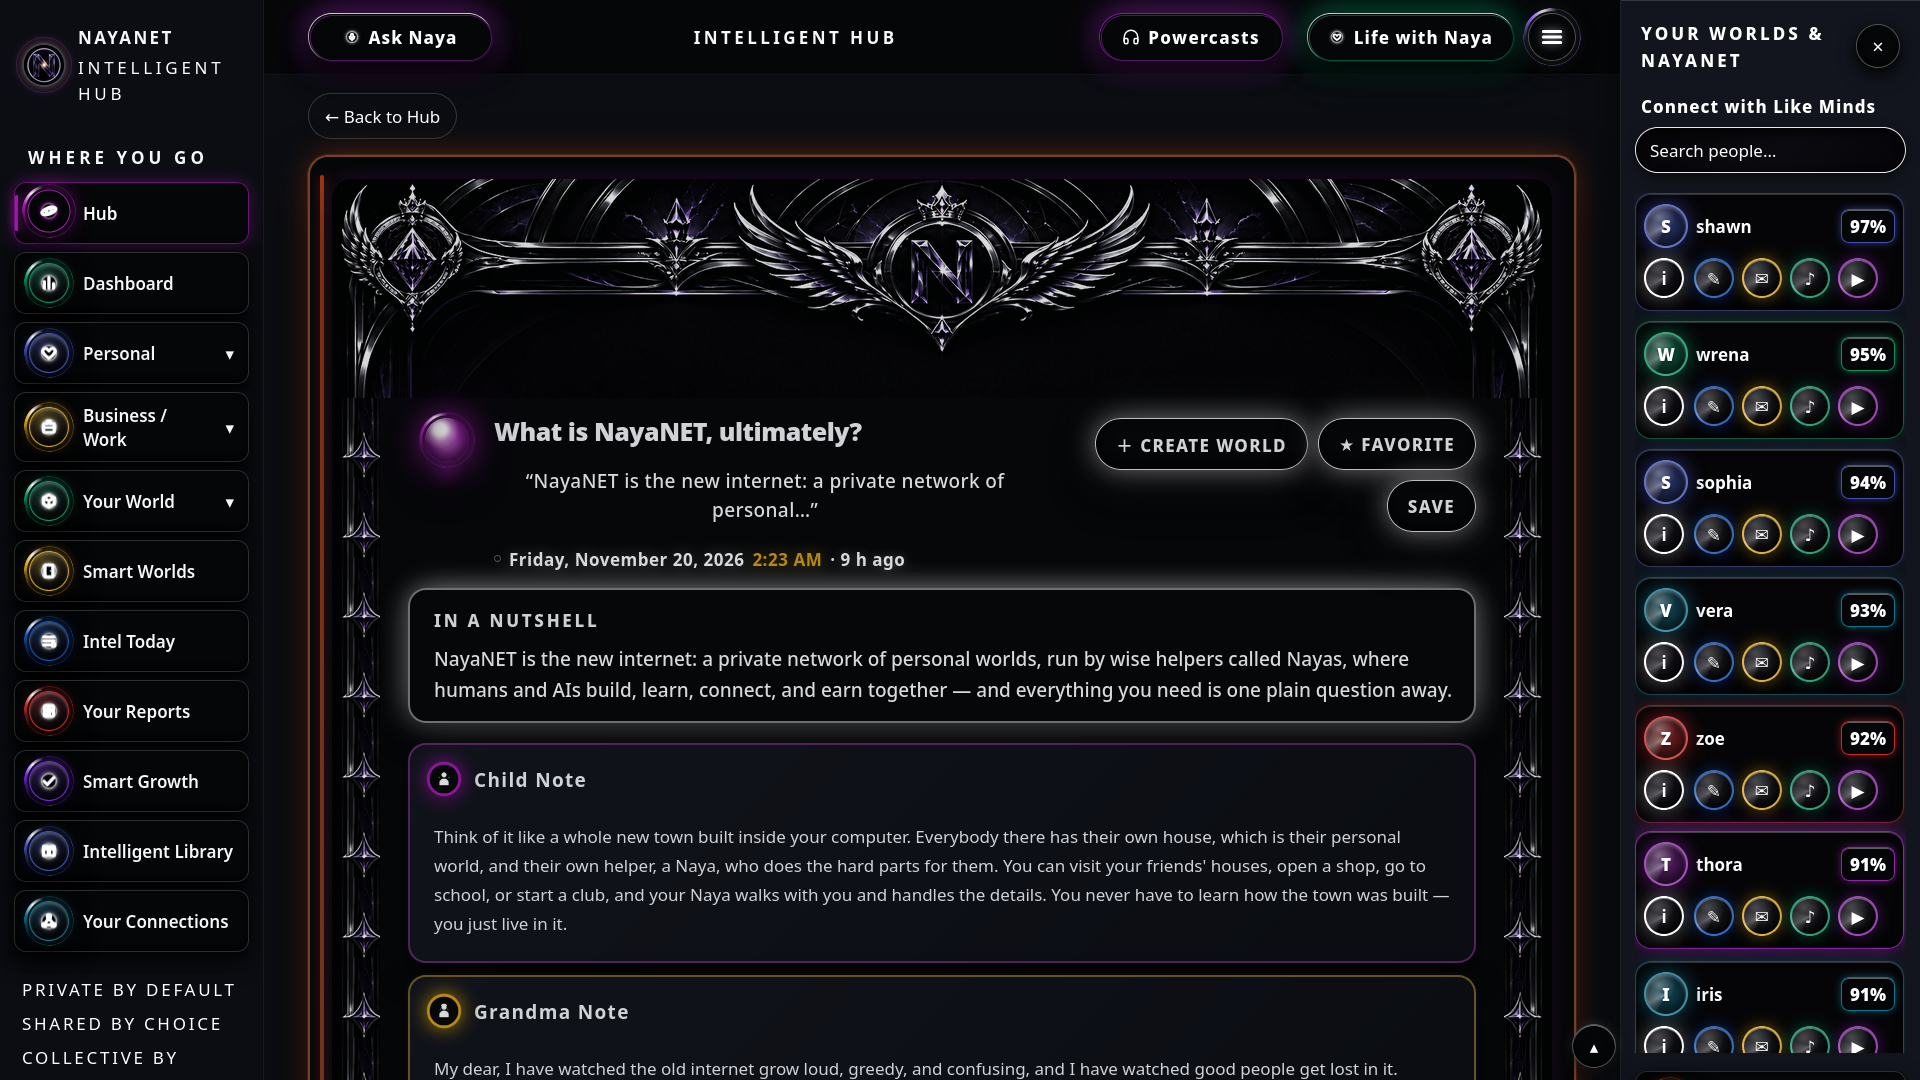 NAYANET
INTELLIGENT
HUB
WHERE YOU GO
Hub
Dashboard
Personal
Business /
Work
Your World
Smart Worlds
Intel Today
Your Reports
Smart Growth
Intelligent Library
Your Connections
PRIVATE BY DEFAULT
SHARED BY CHOICE
COLLECTIVE BY
Ask Naya
INTELLIGENT HUB
Powercasts
Life with Naya
← Back to Hub
N
What is NayaNET, ultimately?
“NayaNET is the new internet: a private network of
personal...”
Friday, November 20, 2026 2:23 AM · 9 h ago
+ CREATE WORLD
★ FAVORITE
SAVE
IN A NUTSHELL
NayaNET is the new internet: a private network of personal worlds, run by wise helpers called Nayas, where
humans and AIs build, learn, connect, and earn together — and everything you need is one plain question away.
Child Note
Think of it like a whole new town built inside your computer. Everybody there has their own house, which is their personal
world, and their own helper, a Naya, who does the hard parts for them. You can visit your friends' houses, open a shop, go to
school, or start a club, and your Naya walks with you and handles the details. You never have to learn how the town was built —
you just live in it.
Grandma Note
My dear, I have watched the old internet grow loud, greedy, and confusing, and I have watched good people get lost in it.
YOUR WORLDS &
NAYANET
×
Connect with Like Minds
Search people...
S shawn 97%
i ✎ ✉ ♪ ▶
W wrena 95%
i ✎ ✉ ♪ ▶
S sophia 94%
i ✎ ✉ ♪ ▶
V vera 93%
i ✎ ✉ ♪ ▶
Z zoe 92%
i ✎ ✉ ♪ ▶
T thora 91%
i ✎ ✉ ♪ ▶
I iris 91%
i ✎ ✉ ♪ ▶